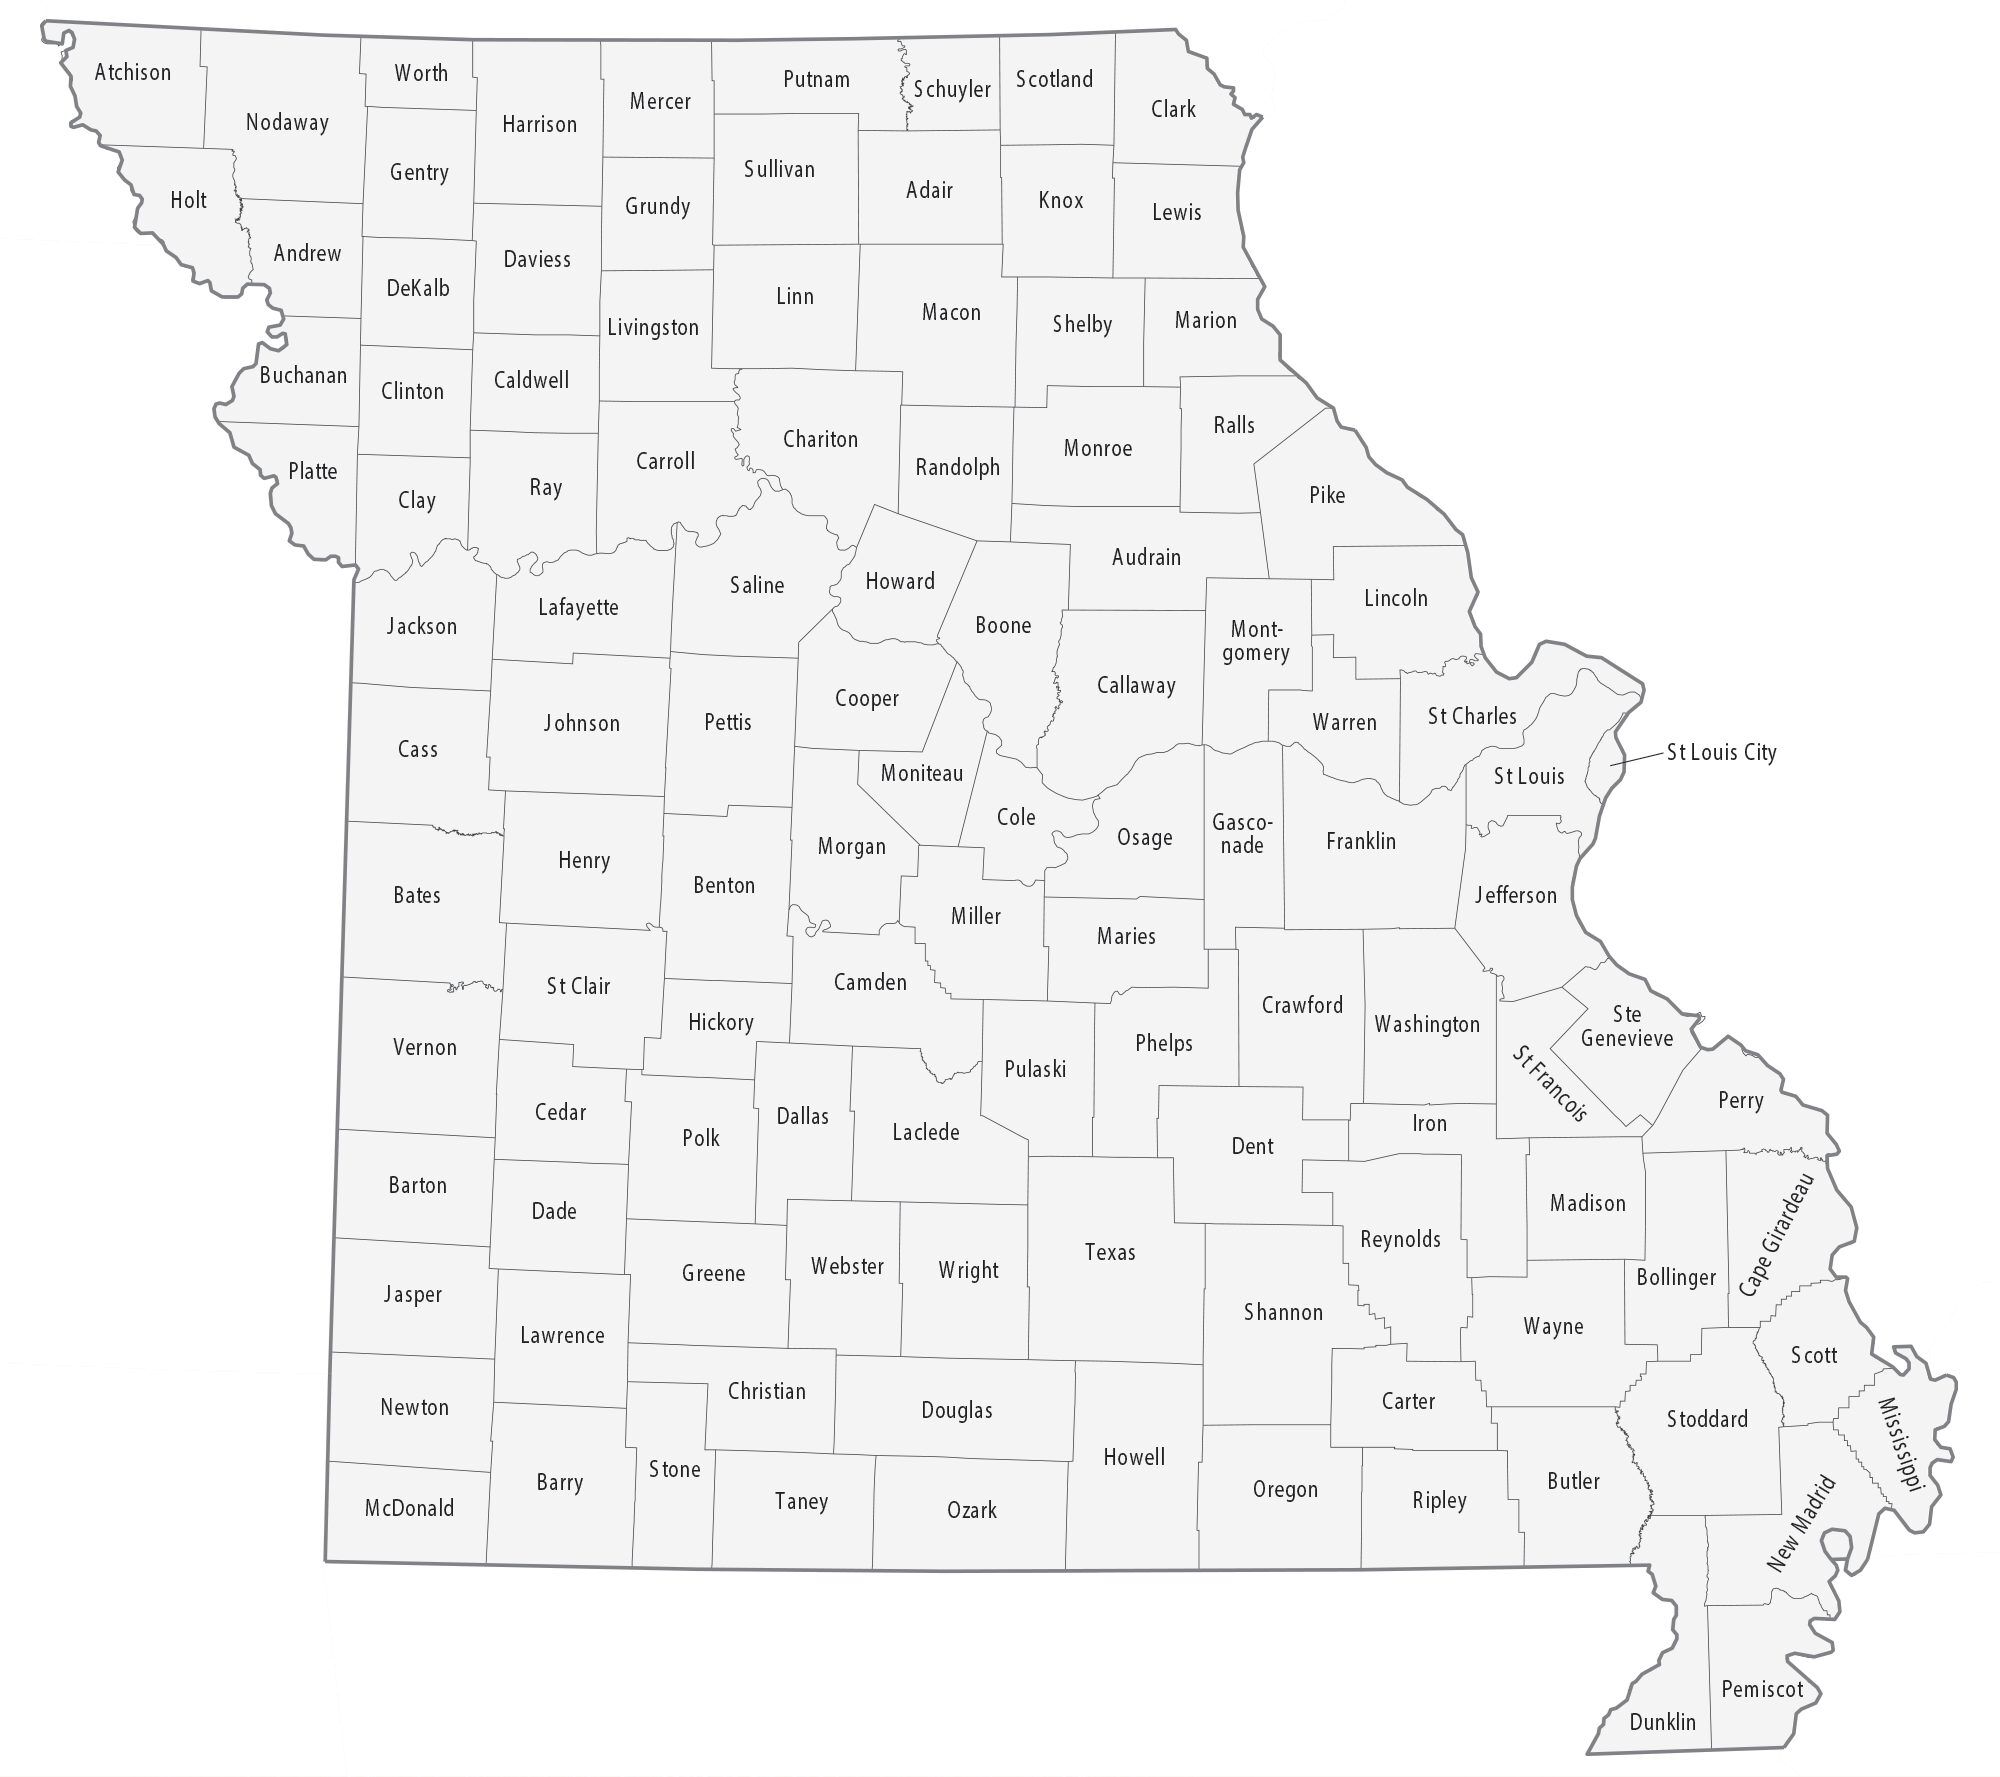 Atchison
Worth
Nodaway
Harrison
Mercer
Putnam
Schuyler
Scotland
Clark
Holt
Gentry
Grundy
Sullivan
Adair
Knox
Lewis
Andrew
DeKalb
Daviess
Livingston
Linn
Macon
Shelby
Marion
Buchanan
Clinton
Caldwell
Carroll
Chariton
Randolph
Monroe
Ralls
Pike
Platte
Clay
Ray
Audrain
Lincoln
Jackson
Lafayette
Saline
Howard
Boone
Callaway
Mont-
gomery
Warren
St Charles
St Louis City
St Louis
Cass
Johnson
Pettis
Cooper
Moniteau
Cole
Osage
Gasco-
nade
Franklin
Jefferson
Bates
Henry
Benton
Morgan
Miller
Maries
Camden
St Clair
Hickory
Vernon
Pulaski
Phelps
Crawford
Washington
Ste
Genevieve
St Francois
Perry
Cedar
Polk
Dallas
Laclede
Dent
Iron
Madison
Barton
Dade
Greene
Webster
Wright
Texas
Reynolds
Bollinger
Cape Girardeau
Jasper
Lawrence
Shannon
Wayne
Scott
Newton
Christian
Douglas
Carter
Stoddard
Mississippi
McDonald
Barry
Stone
Taney
Ozark
Howell
Oregon
Ripley
Butler
New Madrid
Dunklin
Pemiscot